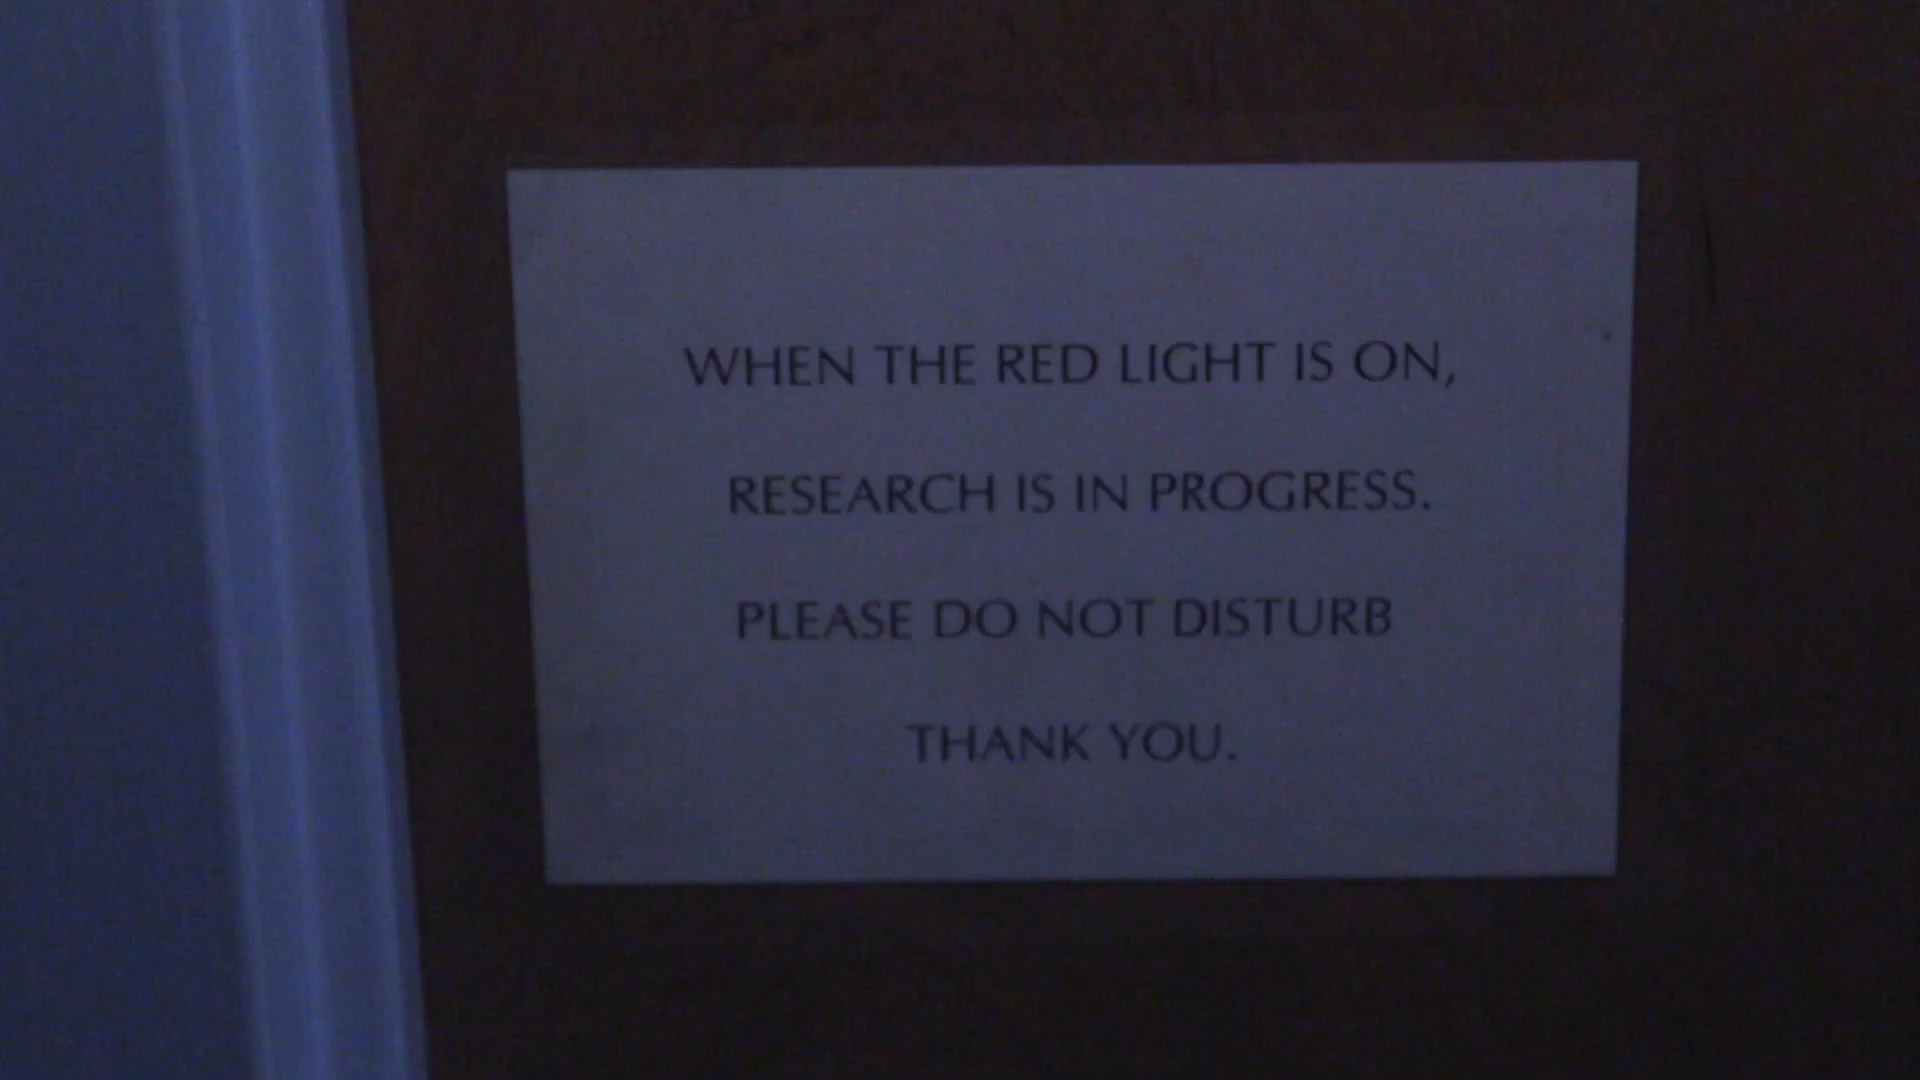 WHEN THE RED LIGHT IS ON,
RESEARCH IS IN PROGRESS.
PLEASE DO NOT DISTURB
THANK YOU.